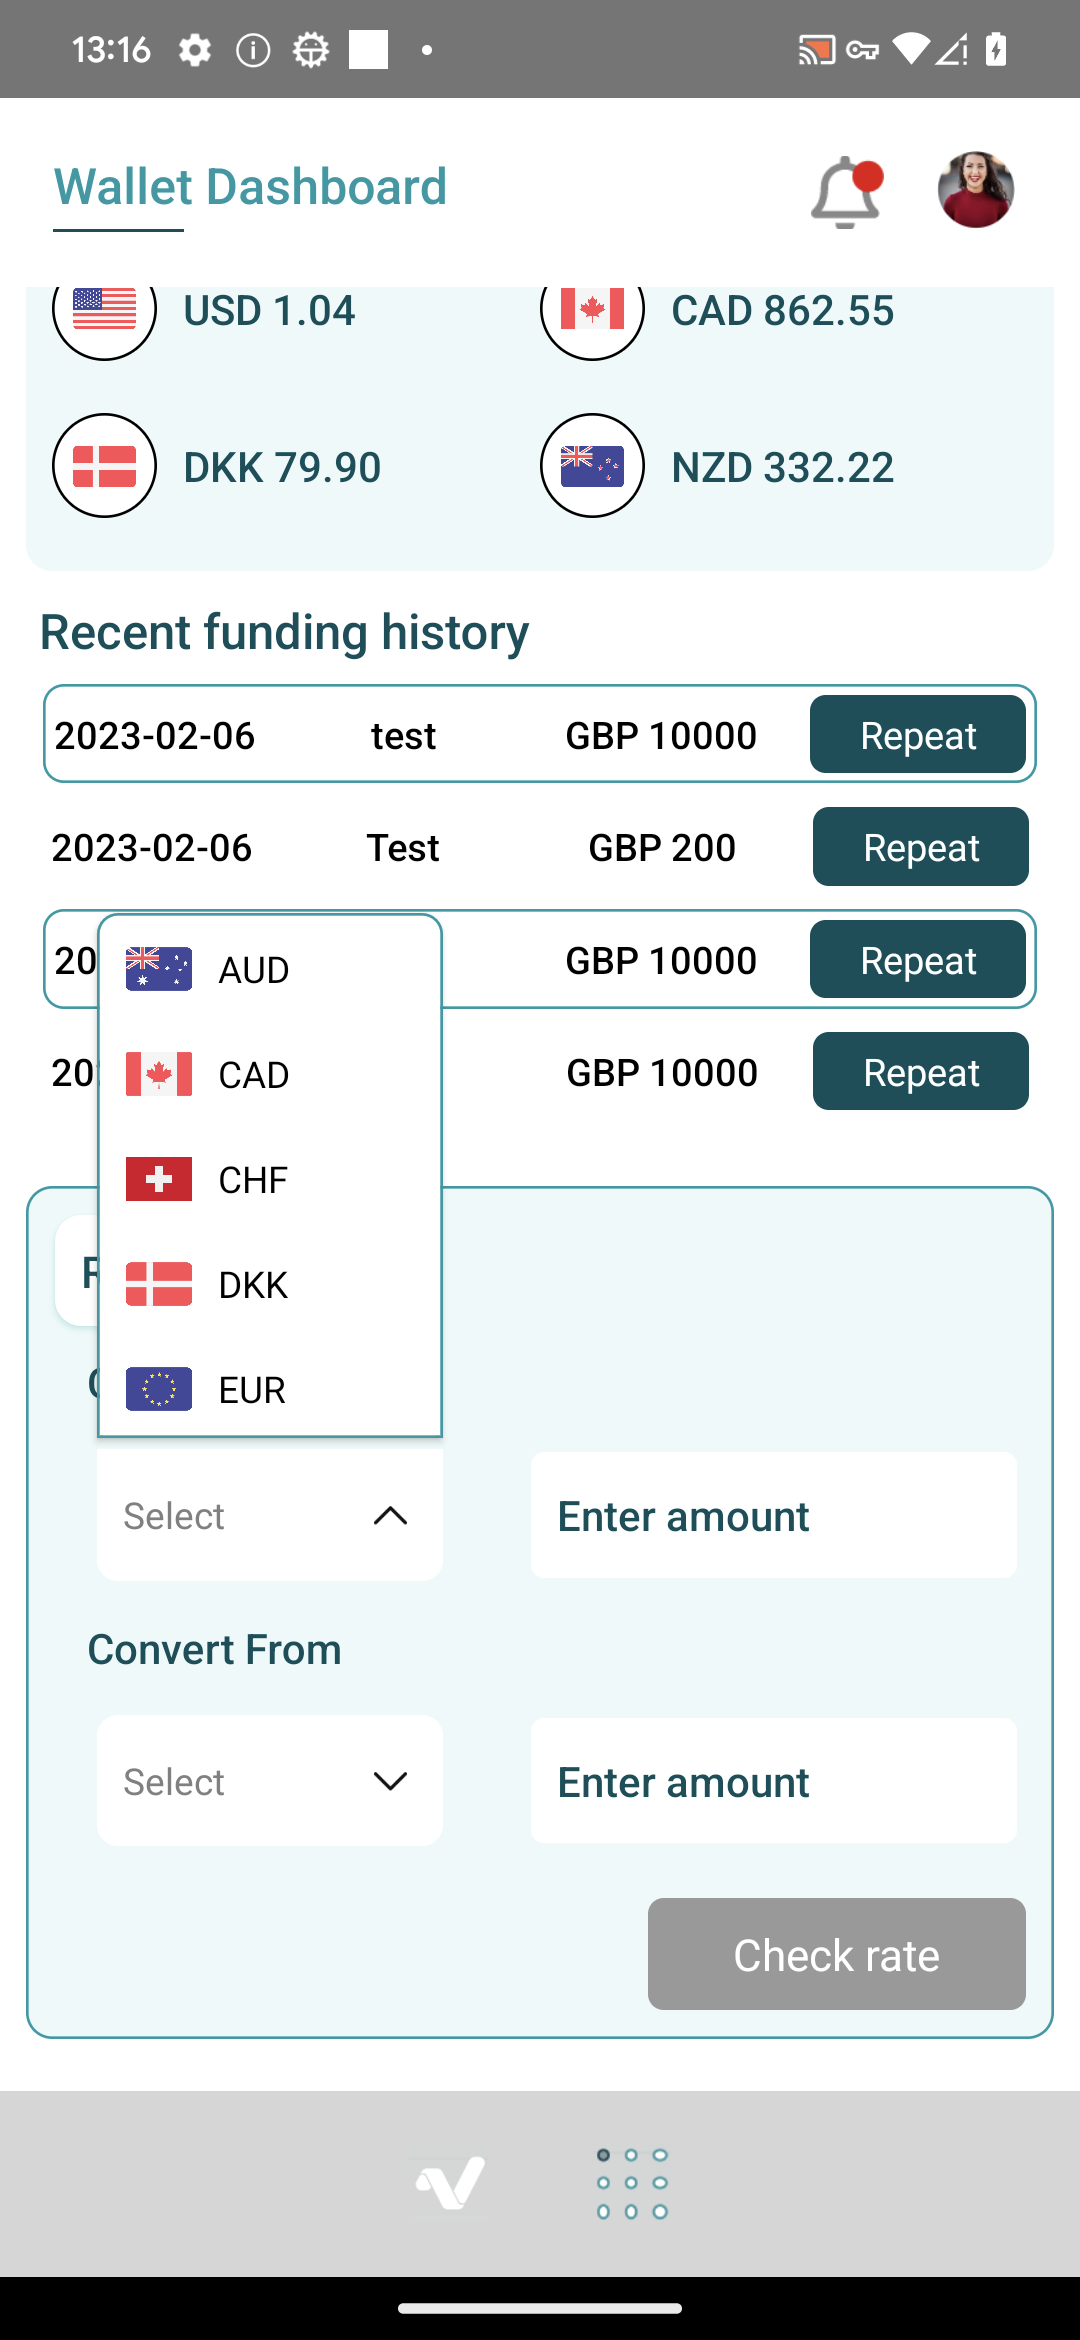 13:16
Wallet Dashboard
USD 1.04 CAD 862.55
DKK 79.90 NZD 332.22
Recent funding history
2023-02-06 test GBP 10000 Repeat
2023-02-06 Test GBP 200 Repeat
20 GBP 10000 Repeat
20 GBP 10000 Repeat
AUD
CAD
CHF
DKK
EUR
Select Enter amount
Convert From
Select Enter amount
Check rate